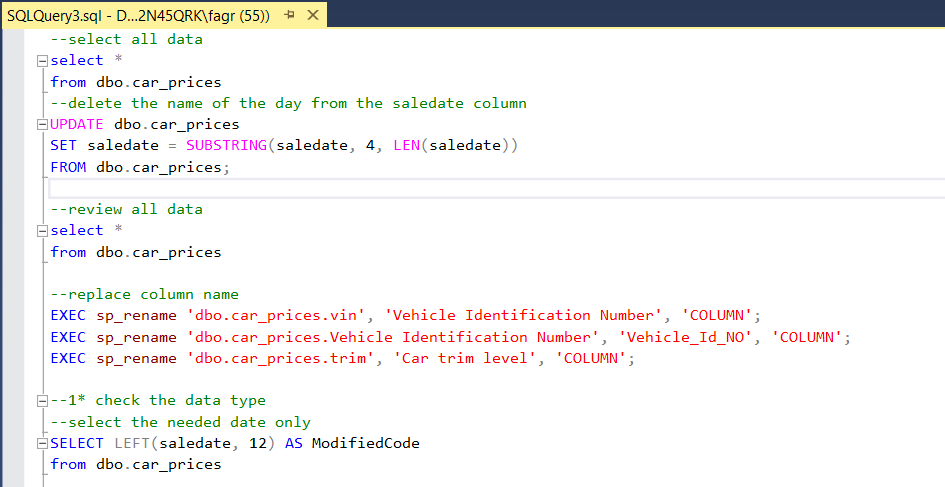 SQLQuery3.sql - D...2N45QRK\fagr (55))
--select all data
select *
from dbo.car_prices
--delete the name of the day from the saledate column
UPDATE dbo.car_prices
SET saledate = SUBSTRING(saledate, 4, LEN(saledate))
FROM dbo.car_prices;
--review all data
select *
from dbo.car_prices
--replace column name
EXEC sp_rename 'dbo.car_prices.vin', 'Vehicle Identification Number', 'COLUMN';
EXEC sp_rename 'dbo.car_prices.Vehicle Identification Number', 'Vehicle_Id_NO', 'COLUMN';
EXEC sp_rename 'dbo.car_prices.trim', 'Car trim level', 'COLUMN';
--1* check the data type
--select the needed date only
SELECT LEFT(saledate, 12) AS ModifiedCode
from dbo.car_prices